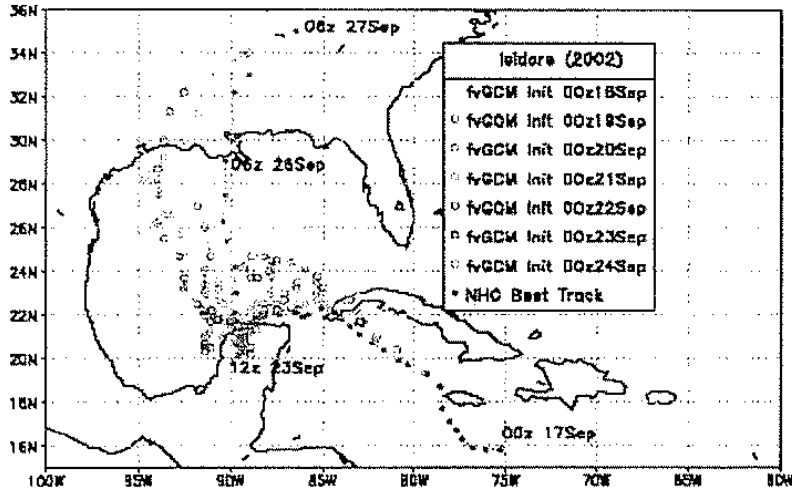 36N
34N
32N
30N
28N
26N
24N
22N
20N
18N
16N
100W
95W
90W
85W
80W
75W
70W
65W
60W
06z 27Sep
06z 26Sep
12z 23Sep
00z 17Sep
Isidore (2002)
fvGCM Init 00z18Sep
fvGCM Init 00z19Sep
fvGCM Init 00z20Sep
fvGCM Init 00z21Sep
fvGCM Init 00z22Sep
fvGCM Init 00z23Sep
fvGCM Init 00z24Sep
NHC Best Track